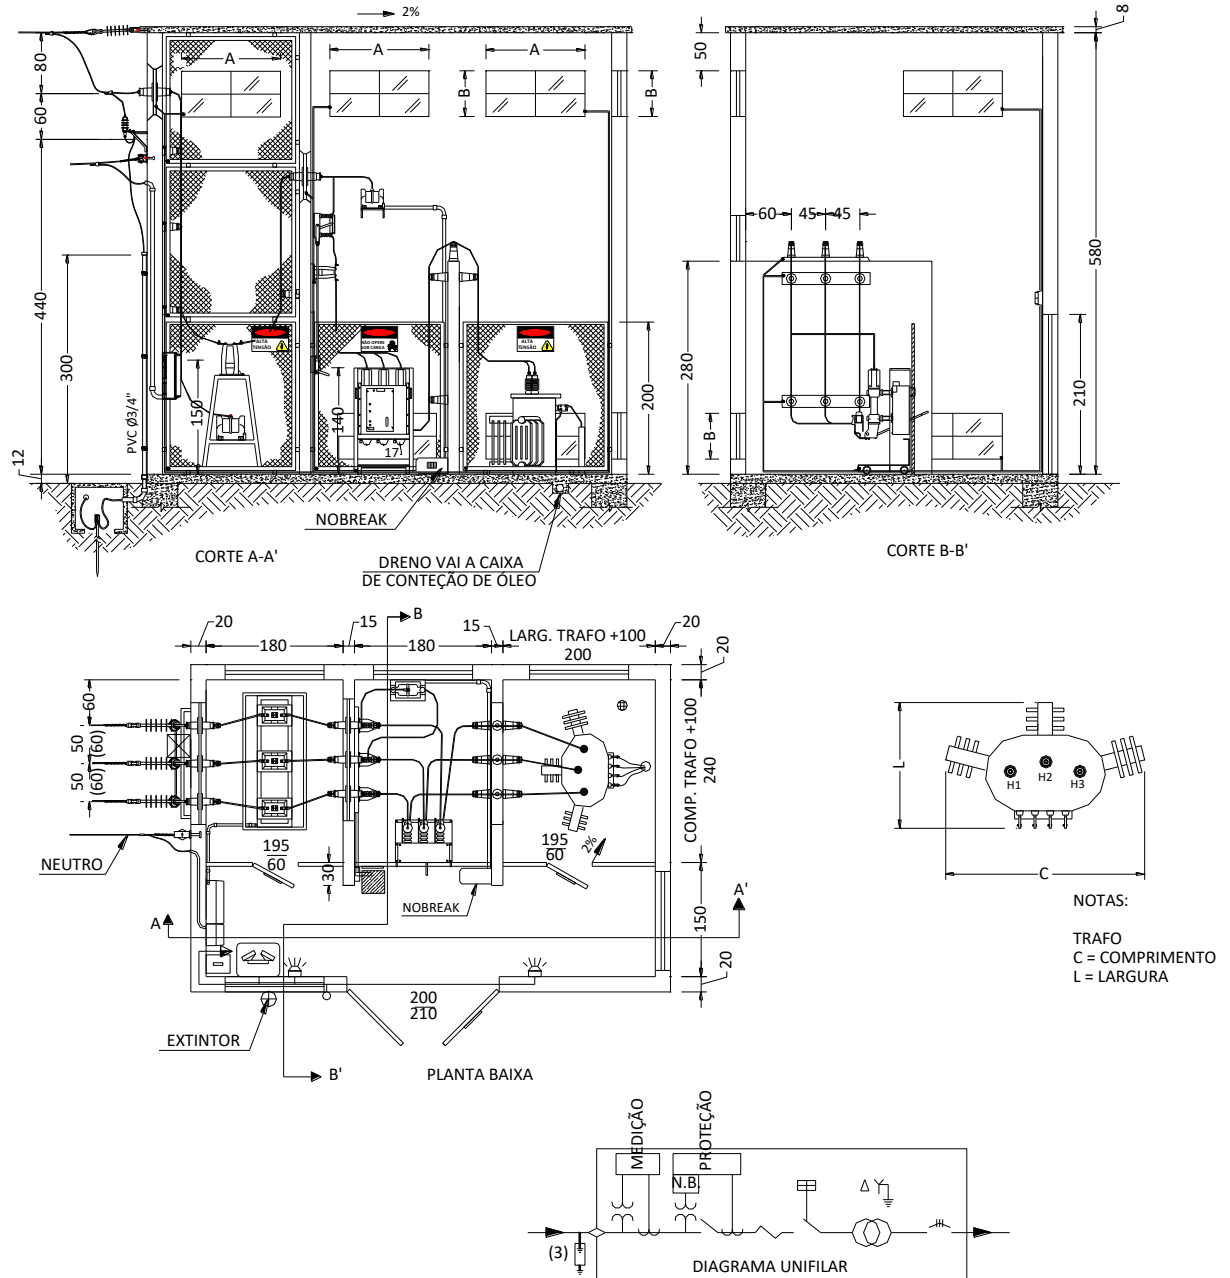 2%
8
A
A
A
B
B
50
80
60
440
300
12
PVC Ø3/4"
ALTA
TENSÃO
NÃO OPERE
SOB CARGA
ALTA
TENSÃO
150
140
17
200
NOBREAK
CORTE A-A'
DRENO VAI A CAIXA
DE CONTEÇÃO DE ÓLEO
60
45
45
280
B
580
210
CORTE B-B'
20
180
15
B
180
15
LARG. TRAFO +100
200
20
20
60
50
(60)
50
(60)
COMP. TRAFO +100
240
NEUTRO
195
60
30
195
60
2%
NOBREAK
A
A'
150
20
200
210
EXTINTOR
B'
PLANTA BAIXA
L
H1
H2
H3
C
NOTAS:
TRAFO
C = COMPRIMENTO
L = LARGURA
MEDIÇÃO
PROTEÇÃO
N.B.
(3)
DIAGRAMA UNIFILAR